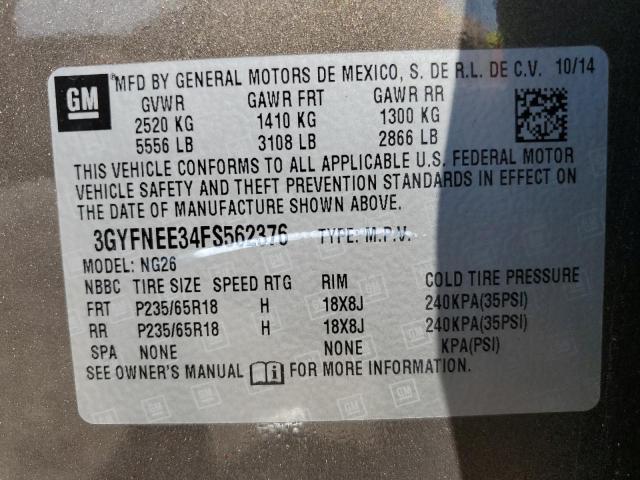 GM ® MFD BY GENERAL MOTORS DE MEXICO, S. DE R.L. DE C.V. 10/14
GVWR GAWR FRT GAWR RR
2520 KG 1410 KG 1300 KG
5556 LB 3108 LB 2866 LB
THIS VEHICLE CONFORMS TO ALL APPLICABLE U.S. FEDERAL MOTOR
VEHICLE SAFETY AND THEFT PREVENTION STANDARDS IN EFFECT ON
THE DATE OF MANUFACTURE SHOWN ABOVE.
3GYFNEE34FS562376 TYPE: M.P.V.
MODEL: NG26
NBBC TIRE SIZE SPEED RTG RIM COLD TIRE PRESSURE
FRT P235/65R18 H 18X8J 240KPA(35PSI)
RR P235/65R18 H 18X8J 240KPA(35PSI)
SPA NONE NONE KPA(PSI)
SEE OWNER'S MANUAL i FOR MORE INFORMATION.